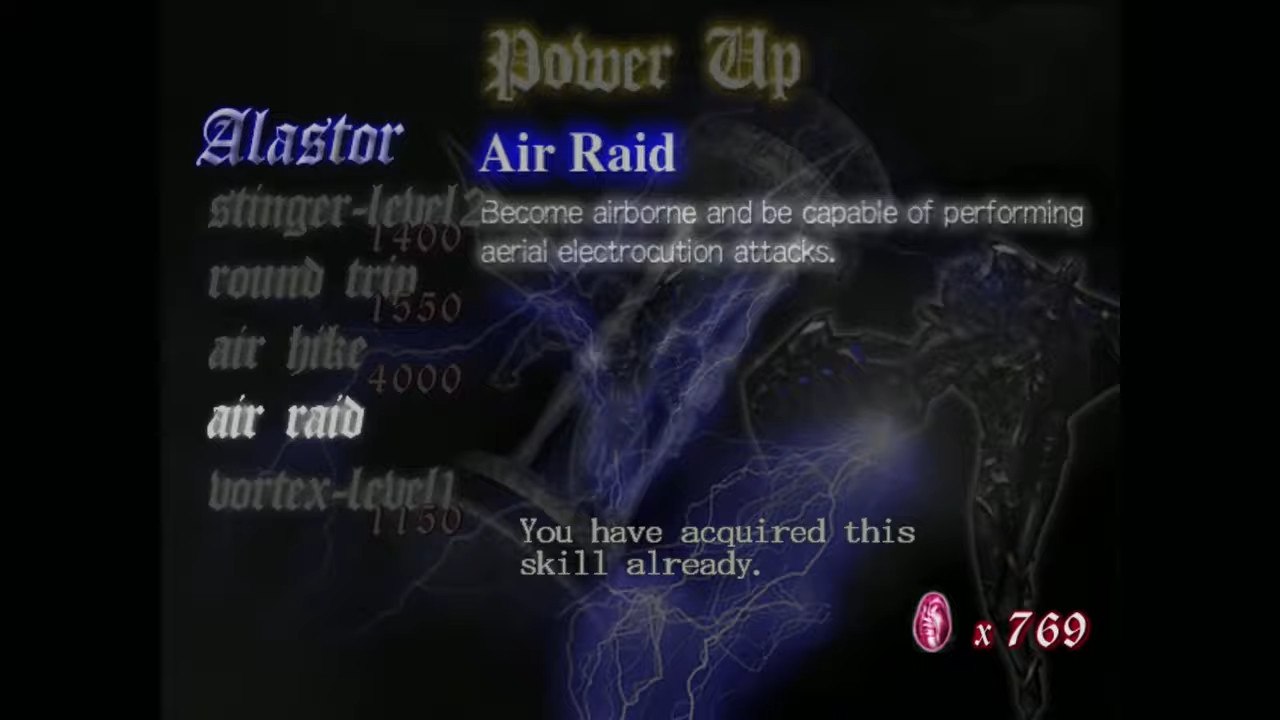 Power Up
Alastor
Air Raid
stinger-level2
1400
Become airborne and be capable of performing
aerial electrocution attacks.
round trip
1550
air hike
4000
air raid
vortex-level1
1150
You have acquired this
skill already.
x 769